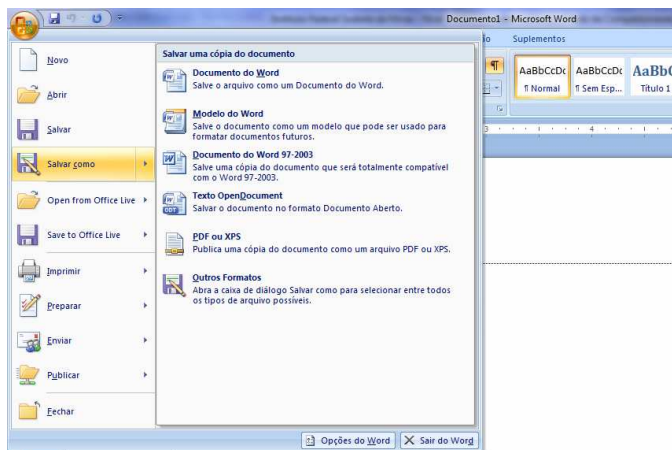 Documento1 - Microsoft Word
Suplementos
Novo
Abrir
Salvar
Salvar como
Open from Office Live
Save to Office Live
Imprimir
Preparar
Enviar
Publicar
Fechar
Salvar uma cópia do documento
Documento do Word
Salve o arquivo como um Documento do Word.
Modelo do Word
Salve o documento como um modelo que pode ser usado para
formatar documentos futuros.
Documento do Word 97-2003
Salve uma cópia do documento que será totalmente compatível
com o Word 97-2003.
Texto OpenDocument
Salvar o documento no formato Documento Aberto.
PDF ou XPS
Publica uma cópia do documento como um arquivo PDF ou XPS.
Outros Formatos
Abra a caixa de diálogo Salvar como para selecionar entre todos
os tipos de arquivo possíveis.
¶
AaBbCcDc AaBbCcDc AaBbC
¶ Normal ¶ Sem Esp... Título 1
3 4
Opções do Word Sair do Word